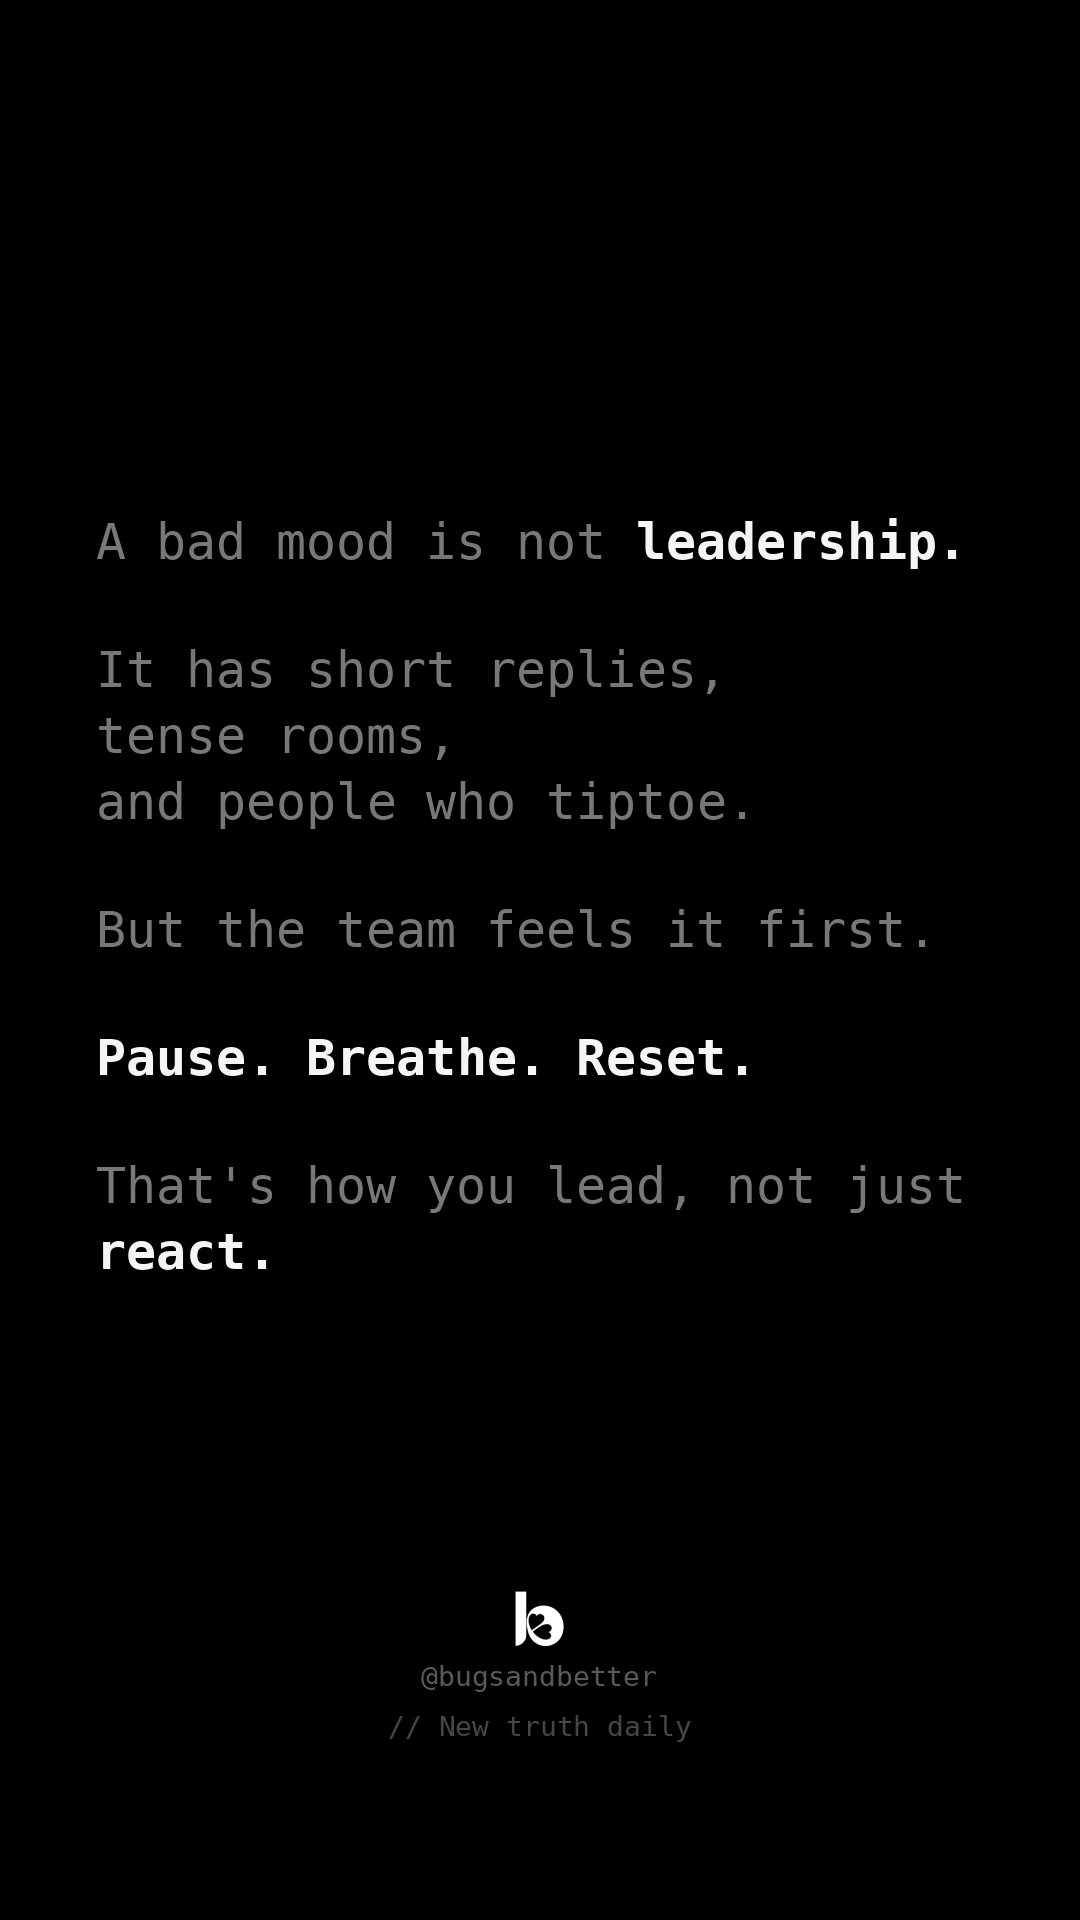 A bad mood is not leadership.
It has short replies,
tense rooms,
and people who tiptoe.
But the team feels it first.
Pause. Breathe. Reset.
That's how you lead, not just
react.
b
@bugsandbetter
// New truth daily